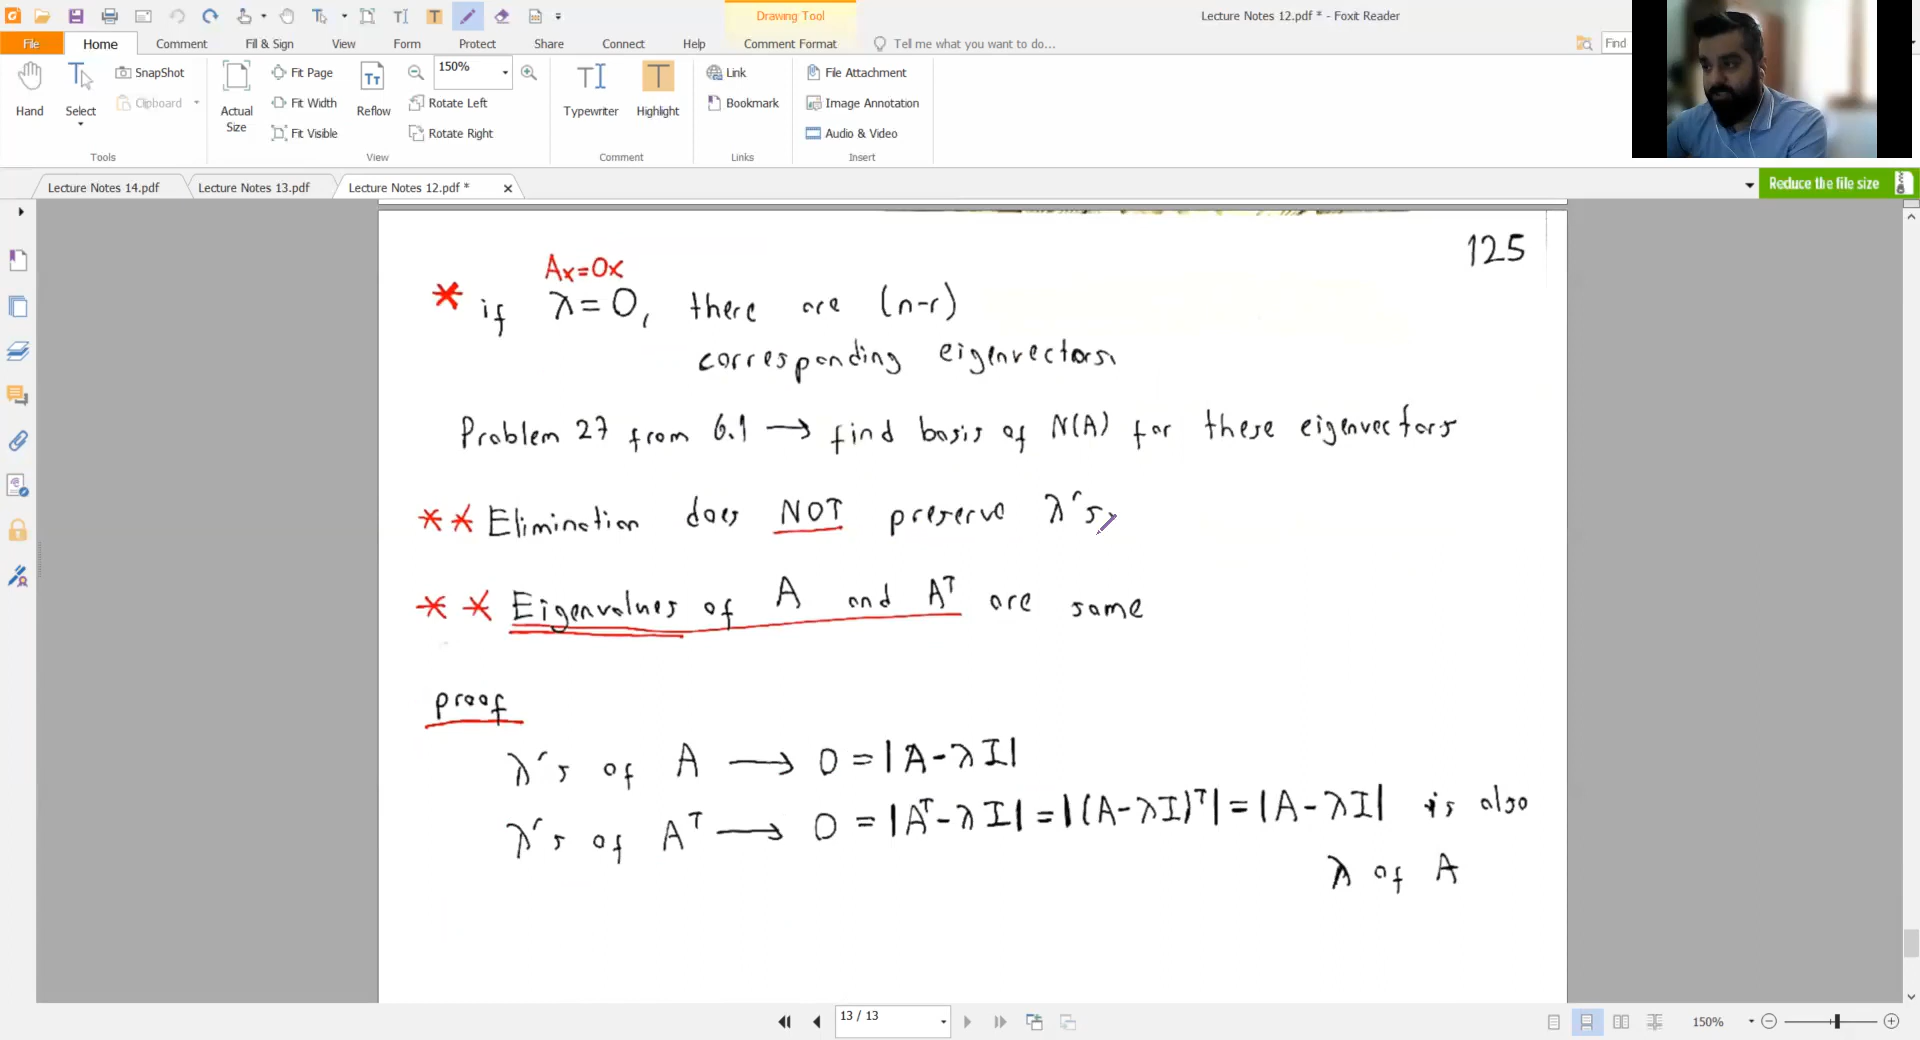 Drawing Tool
Lecture Notes 12.pdf * - Foxit Reader
File Home Comment Fill & Sign View Form Protect Share Connect Help Comment Format Tell me what you want to do... Find
SnapShot Fit Page 150% Link File Attachment
Clipboard Fit Width Rotate Left Bookmark Image Annotation
Hand Select Actual Size Fit Visible Reflow Rotate Right Typewriter Highlight Audio & Video
Tools View Comment Links Insert
Lecture Notes 14.pdf Lecture Notes 13.pdf Lecture Notes 12.pdf * Reduce the file size
125
Ax=0x
* if λ=0, there are (n-r)
corresponding eigenvectors.
Problem 27 from 6.1 → find basis of N(A) for these eigenvectors
** Elimination does NOT preserve λ's.
** Eigenvalues of A and Aᵀ are same
proof
λ's of A → 0 = |A-λI|
λ's of Aᵀ → 0 = |Aᵀ-λI| = |(A-λI)ᵀ| = |A-λI| is also
λ of A
13 / 13
150%